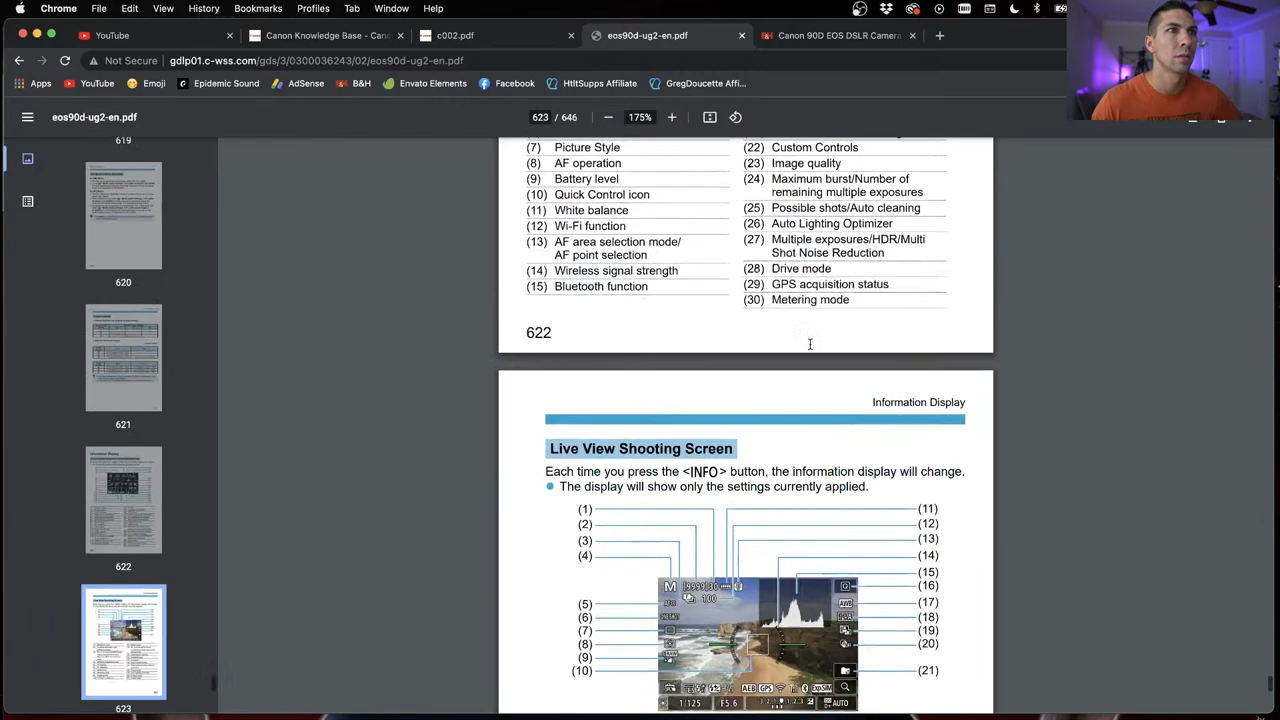 Chrome File Edit View History Bookmarks Profiles Tab Window Help
YouTube
Canon Knowledge Base - Canc
c002.pdf
eos90d-ug2-en.pdf
Canon 90D EOS DSLR Camera
Not Secure gdlp01.c-wss.com/gds/3/0300036243/02/eos90d-ug2-en.pdf
Apps YouTube Emoji Epidemic Sound AdSense B&H Envato Elements Facebook HtltSupps Affiliate GregDoucette Affi...
eos90d-ug2-en.pdf
623 / 646
175%
619
620
621
622
623
(7) Picture Style
(8) AF operation
(9) Battery level
(10) Quick Control icon
(11) White balance
(12) Wi-Fi function
(13) AF area selection mode/
AF point selection
(14) Wireless signal strength
(15) Bluetooth function
(22) Custom Controls
(23) Image quality
(24) Maximum burst/Number of
remaining multiple exposures
(25) Possible shots/Auto cleaning
(26) Auto Lighting Optimizer
(27) Multiple exposures/HDR/Multi
Shot Noise Reduction
(28) Drive mode
(29) GPS acquisition status
(30) Metering mode
622
Information Display
Live View Shooting Screen
Each time you press the <INFO> button, the information display will change.
The display will show only the settings currently applied.
(1)
(2)
(3)
(4)
(5)
(6)
(10)
(11)
(12)
(13)
(14)
(15)
(16)
(17)
(18)
(19)
(20)
(21)
M
AEB GPS
1/125 F5.6 AUTO